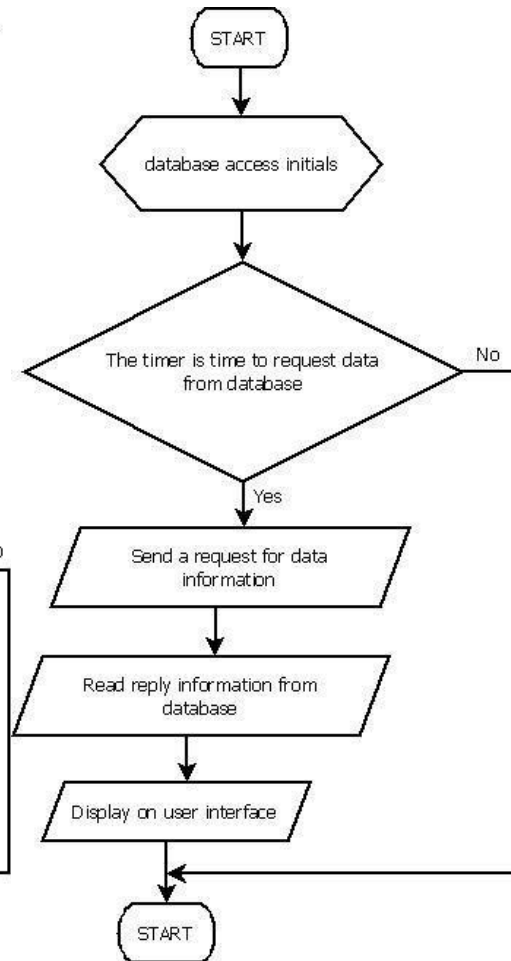 START
database access initials
The timer is time to request data
from database
No
Yes
Send a request for data
information
Read reply information from
database
Display on user interface
START